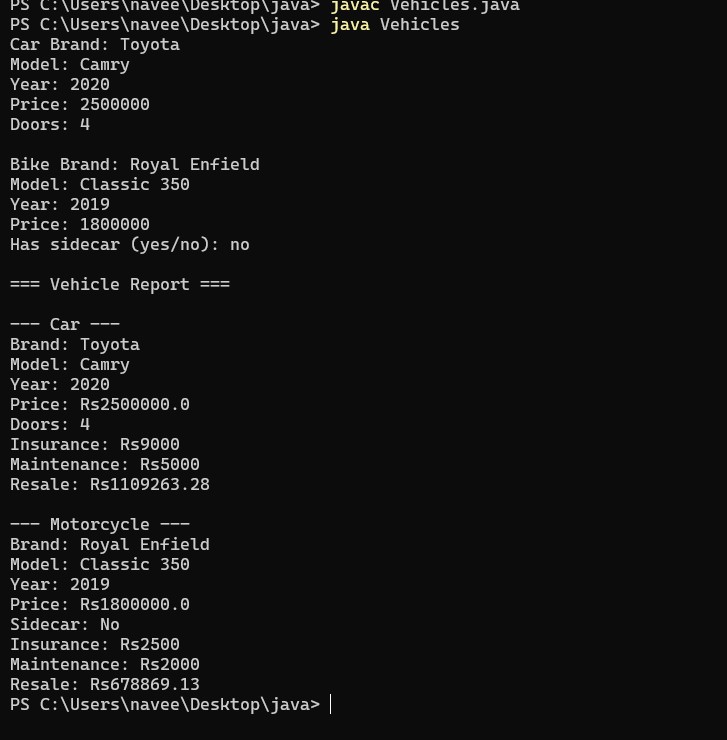 PS C:\Users\navee\Desktop\java> javac Vehicles.java
PS C:\Users\navee\Desktop\java> java Vehicles
Car Brand: Toyota
Model: Camry
Year: 2020
Price: 2500000
Doors: 4
Bike Brand: Royal Enfield
Model: Classic 350
Year: 2019
Price: 1800000
Has sidecar (yes/no): no
=== Vehicle Report ===
--- Car ---
Brand: Toyota
Model: Camry
Year: 2020
Price: Rs2500000.0
Doors: 4
Insurance: Rs9000
Maintenance: Rs5000
Resale: Rs1109263.28
--- Motorcycle ---
Brand: Royal Enfield
Model: Classic 350
Year: 2019
Price: Rs1800000.0
Sidecar: No
Insurance: Rs2500
Maintenance: Rs2000
Resale: Rs678869.13
PS C:\Users\navee\Desktop\java>